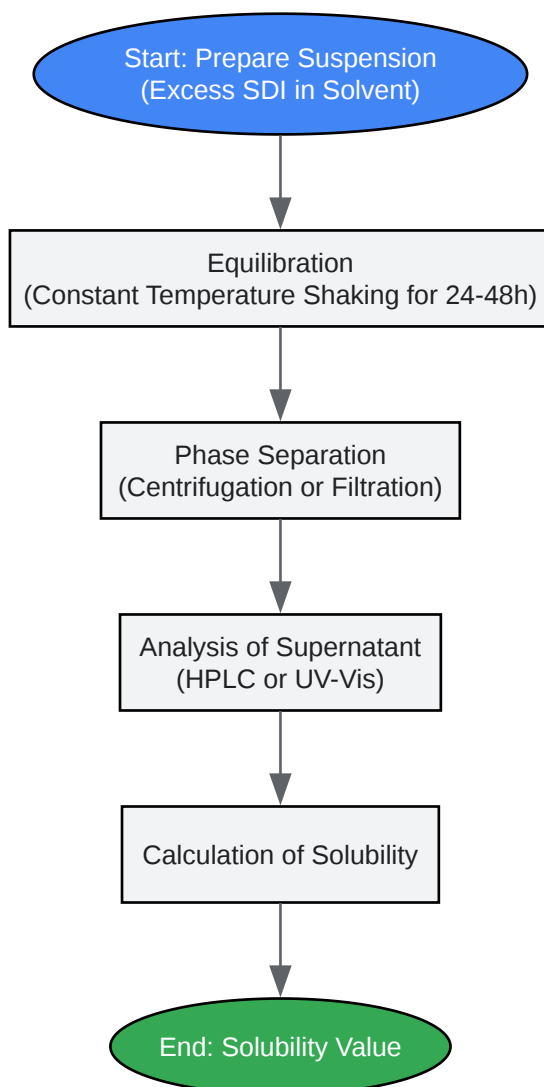 Start: Prepare Suspension
(Excess SDI in Solvent)
Equilibration
(Constant Temperature Shaking for 24-48h)
Phase Separation
(Centrifugation or Filtration)
Analysis of Supernatant
(HPLC or UV-Vis)
Calculation of Solubility
End: Solubility Value